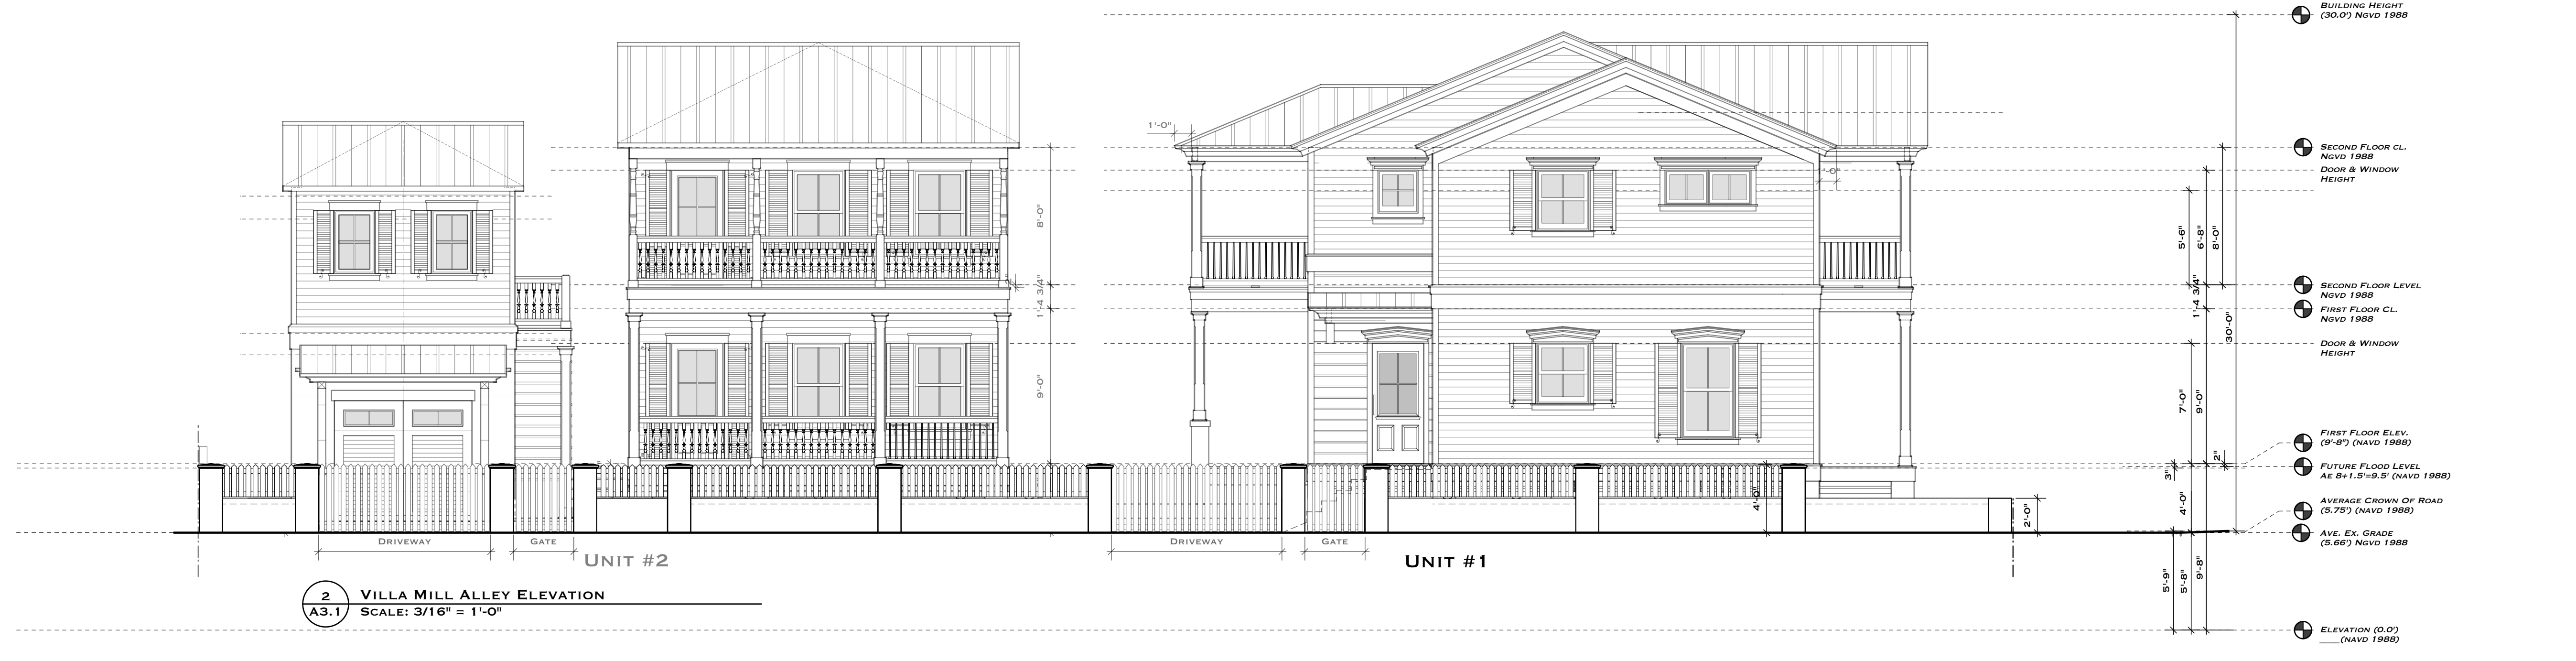 Building Height
(30.0') Ngvd 1988
1'-0"
Second Floor cl.
Ngvd 1988
Door & Window
Height
8'-0"
5'-6"
6'-8"
8'-0"
1'-4 3/4"
1'-4 3/4"
Second Floor Level
Ngvd 1988
First Floor Cl.
Ngvd 1988
30'-0"
Door & Window
Height
9'-0"
7'-0"
9'-0"
First Floor Elev.
(9'-8") (navd 1988)
2"
3"
Future Flood Level
Ae 8+1.5'=9.5' (navd 1988)
4'-0"
2'-0"
4'-0"
Average Crown Of Road
(5.75') (navd 1988)
Ave. Ex. Grade
(5.66') Ngvd 1988
Driveway
Gate
Driveway
Gate
Unit #2
Unit #1
5'-9"
5'-8"
9'-8"
2
A3.1
Villa Mill Alley Elevation
Scale: 3/16" = 1'-0"
Elevation (0.0')
___(navd 1988)